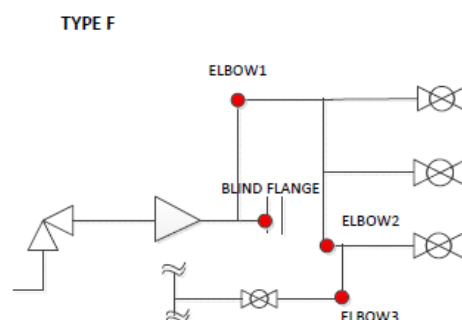 TYPE F
ELBOW1
BLIND FLANGE
ELBOW2
ELBOW3